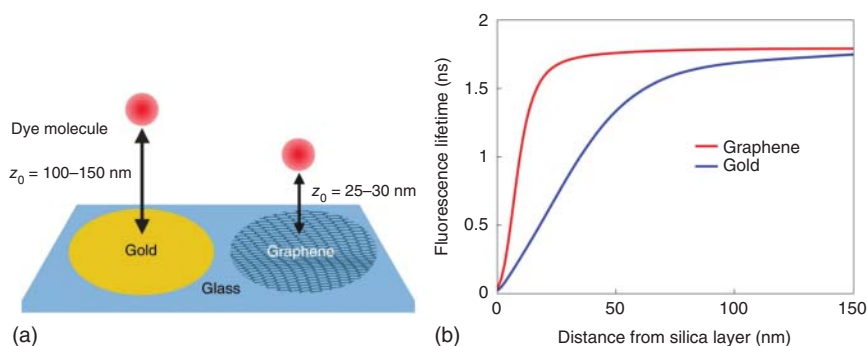 Dye molecule
z₀ = 100–150 nm
z₀ = 25–30 nm
Gold
Graphene
Glass
(a)
Fluorescence lifetime (ns)
2
1.5
1
0.5
0
Graphene
Gold
0
50
100
150
Distance from silica layer (nm)
(b)